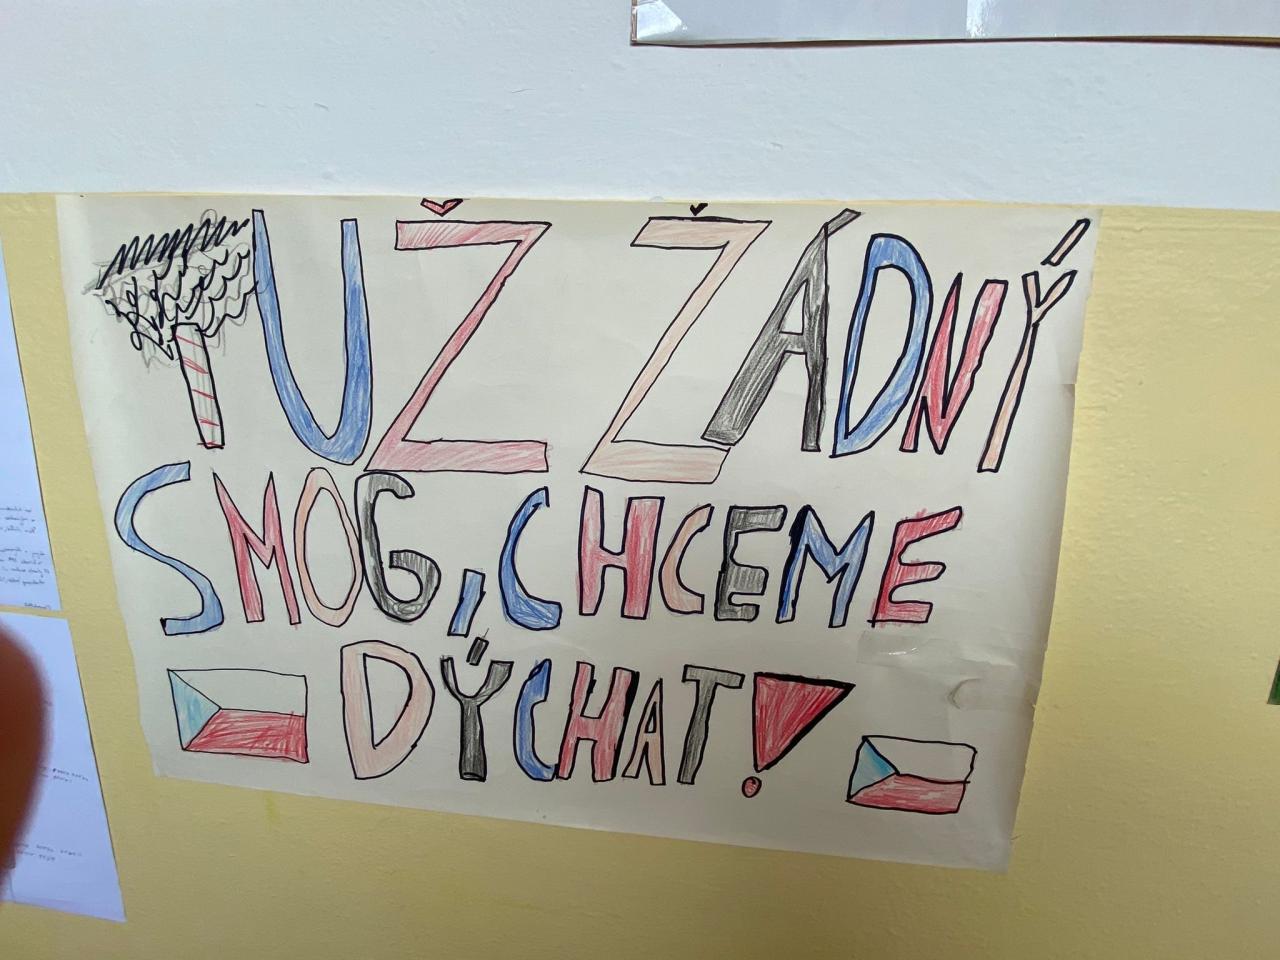 UŽ ŽÁDNÝ
SMOG, CHCEME
DÝCHAT!